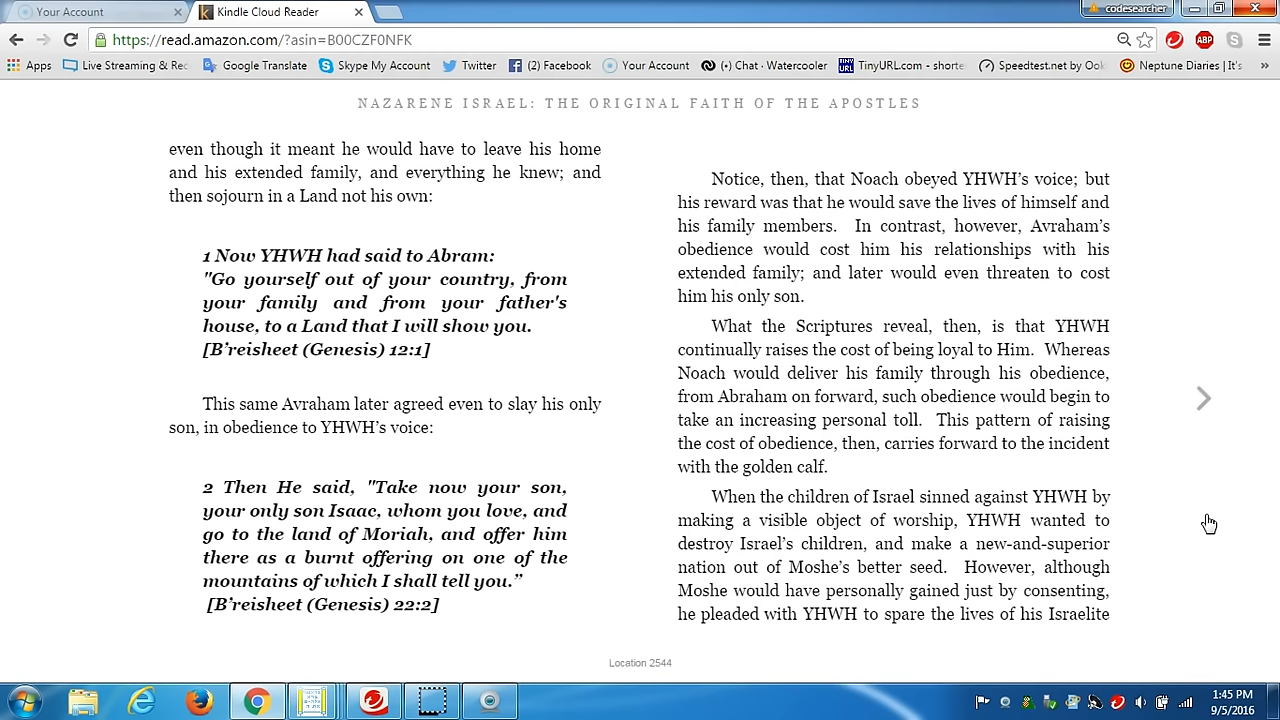 Your Account
Kindle Cloud Reader
codesearcher
https://read.amazon.com/?asin=B00CZF0NFK
ABP
Apps
Live Streaming & Rec
Google Translate
Skype My Account
Twitter
(2) Facebook
Your Account
(•) Chat · Watercooler
TINY URL
TinyURL.com - shorte
Speedtest.net by Ook
Neptune Diaries | It's
»
NAZARENE ISRAEL: THE ORIGINAL FAITH OF THE APOSTLES
even though it meant he would have to leave his home
and his extended family, and everything he knew; and
then sojourn in a Land not his own:
1 Now YHWH had said to Abram:
"Go yourself out of your country, from
your family and from your father's
house, to a Land that I will show you.
[B’reisheet (Genesis) 12:1]
This same Avraham later agreed even to slay his only
son, in obedience to YHWH’s voice:
2 Then He said, "Take now your son,
your only son Isaac, whom you love, and
go to the land of Moriah, and offer him
there as a burnt offering on one of the
mountains of which I shall tell you.”
[B’reisheet (Genesis) 22:2]
Notice, then, that Noach obeyed YHWH’s voice; but
his reward was that he would save the lives of himself and
his family members. In contrast, however, Avraham’s
obedience would cost him his relationships with his
extended family; and later would even threaten to cost
him his only son.
What the Scriptures reveal, then, is that YHWH
continually raises the cost of being loyal to Him. Whereas
Noach would deliver his family through his obedience,
from Abraham on forward, such obedience would begin to
take an increasing personal toll. This pattern of raising
the cost of obedience, then, carries forward to the incident
with the golden calf.
When the children of Israel sinned against YHWH by
making a visible object of worship, YHWH wanted to
destroy Israel’s children, and make a new-and-superior
nation out of Moshe’s better seed. However, although
Moshe would have personally gained just by consenting,
he pleaded with YHWH to spare the lives of his Israelite
Location 2544
1:45 PM
9/5/2016